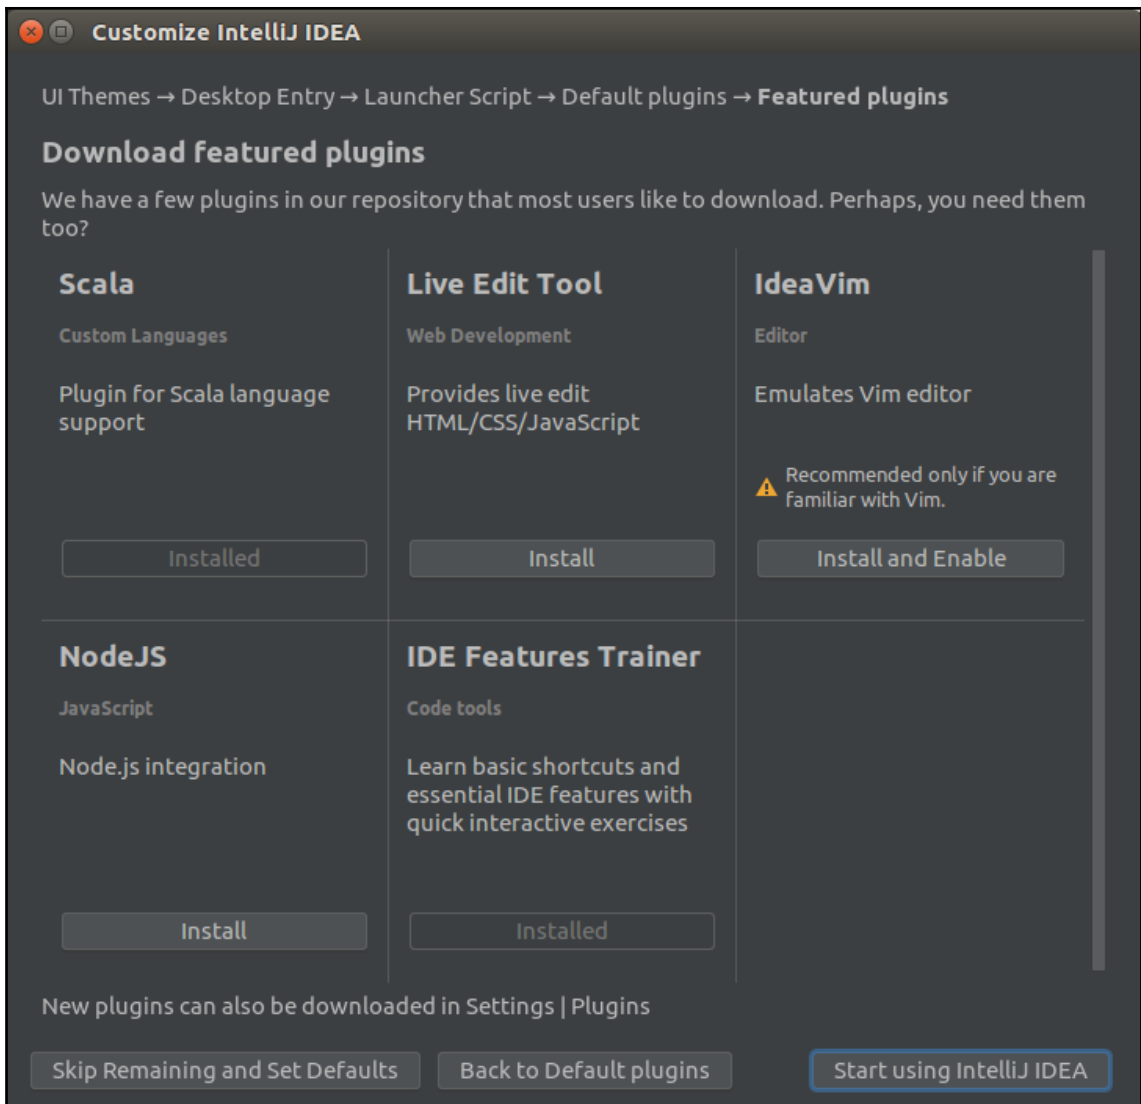 Customize IntelliJ IDEA
UI Themes → Desktop Entry → Launcher Script → Default plugins → Featured plugins
Download featured plugins
We have a few plugins in our repository that most users like to download. Perhaps, you need them
too?
Scala
Custom Languages
Plugin for Scala language
support
Installed
Live Edit Tool
Web Development
Provides live edit
HTML/CSS/JavaScript
Install
IdeaVim
Editor
Emulates Vim editor
Recommended only if you are
familiar with Vim.
Install and Enable
NodeJS
JavaScript
Node.js integration
Install
IDE Features Trainer
Code tools
Learn basic shortcuts and
essential IDE features with
quick interactive exercises
Installed
New plugins can also be downloaded in Settings | Plugins
Skip Remaining and Set Defaults
Back to Default plugins
Start using IntelliJ IDEA